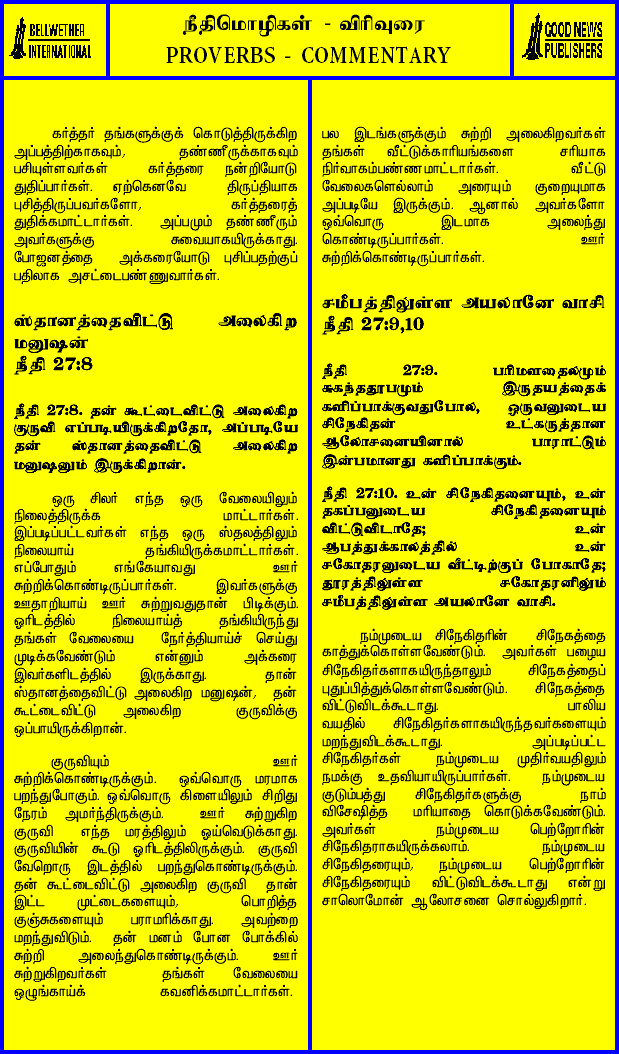 BELLWETHER
INTERNATIONAL
நீதிமொழிகள் - விரிவுரை
PROVERBS - COMMENTARY
GOOD NEWS
PUBLISHERS
கர்த்தர் தங்களுக்குக் கொடுத்திருக்கிற
அப்பத்திற்காகவும், தண்ணீருக்காகவும்
பசியுள்ளவர்கள் கர்த்தரை நன்றியோடு
துதிப்பார்கள். ஏற்கெனவே திருப்தியாக
புசித்திருப்பவர்களோ, கர்த்தரைத்
துதிக்கமாட்டார்கள். அப்பமும் தண்ணீரும்
அவர்களுக்கு சுவையாகயிருக்காது.
போஜனத்தை அக்கரையோடு புசிப்பதற்குப்
பதிலாக அசட்டைபண்ணுவார்கள்.
ஸ்தானத்தைவிட்டு அலைகிற
மனுஷன்
நீதி 27:8
நீதி 27:8. தன் கூட்டைவிட்டு அலைகிற
குருவி எப்படியிருக்கிறதோ, அப்படியே
தன் ஸ்தானத்தைவிட்டு அலைகிற
மனுஷனும் இருக்கிறான்.
ஒரு சிலர் எந்த ஒரு வேலையிலும்
நிலைத்திருக்க மாட்டார்கள்.
இப்படிப்பட்டவர்கள் எந்த ஒரு ஸ்தலத்திலும்
நிலையாய் தங்கியிருக்கமாட்டார்கள்.
எப்போதும் எங்கேயாவது ஊர்
சுற்றிக்கொண்டிருப்பார்கள். இவர்களுக்கு
ஊதாறியாய் ஊர் சுற்றுவதுதான் பிடிக்கும்.
ஓரிடத்தில் நிலையாய்த் தங்கியிருந்து
தங்கள் வேலையை நேர்த்தியாய்ச் செய்து
முடிக்கவேண்டும் என்னும் அக்கரை
இவர்களிடத்தில் இருக்காது. தான்
ஸ்தானத்தைவிட்டு அலைகிற மனுஷன், தன்
கூட்டைவிட்டு அலைகிற குருவிக்கு
ஒப்பாயிருக்கிறான்.
குருவியும் ஊர்
சுற்றிக்கொண்டிருக்கும். ஒவ்வொரு மரமாக
பறந்துபோகும். ஒவ்வொரு கிளையிலும் சிறிது
நேரம் அமர்ந்திருக்கும். ஊர் சுற்றுகிற
குருவி எந்த மரத்திலும் ஓய்வெடுக்காது.
குருவியின் கூடு ஓரிடத்திலிருக்கும். குருவி
வேறொரு இடத்தில் பறந்துகொண்டிருக்கும்.
தன் கூட்டைவிட்டு அலைகிற குருவி தான்
இட்ட முட்டைகளையும், பொறித்த
குஞ்சுகளையும் பராமரிக்காது. அவற்றை
மறந்துவிடும். தன் மனம் போன போக்கில்
சுற்றி அலைந்துகொண்டிருக்கும். ஊர்
சுற்றுகிறவர்கள் தங்கள் வேலையை
ஒழுங்காய்க் கவனிக்கமாட்டார்கள்.
பல இடங்களுக்கும் சுற்றி அலைகிறவர்கள்
தங்கள் வீட்டுக்காரியங்களை சரியாக
நிர்வாகம்பண்ணமாட்டார்கள். வீட்டு
வேலைகளெல்லாம் அரையும் குறையுமாக
அப்படியே இருக்கும். ஆனால் அவர்களோ
ஒவ்வொரு இடமாக அலைந்து
கொண்டிருப்பார்கள். ஊர்
சுற்றிக்கொண்டிருப்பார்கள்.
சமீபத்திலுள்ள அயலானே வாசி
நீதி 27:9,10
நீதி 27:9. பரிமளதைலமும்
சுகந்ததூபமும் இருதயத்தைக்
களிப்பாக்குவதுபோல, ஒருவனுடைய
சிநேகிதன் உட்கருத்தான
ஆலோசனையினால் பாராட்டும்
இன்பமானது களிப்பாக்கும்.
நீதி 27:10. உன் சிநேகிதனையும், உன்
தகப்பனுடைய சிநேகிதனையும்
விட்டுவிடாதே; உன்
ஆபத்துக்காலத்தில் உன்
சகோதரனுடைய வீட்டிற்குப் போகாதே;
தூரத்திலுள்ள சகோதரனிலும்
சமீபத்திலுள்ள அயலானே வாசி.
நம்முடைய சிநேகிதரின் சிநேகத்தை
காத்துக்கொள்ளவேண்டும். அவர்கள் பழைய
சிநேகிதர்களாகயிருந்தாலும் சிநேகத்தைப்
புதுப்பித்துக்கொள்ளவேண்டும். சிநேகத்தை
விட்டுவிடக்கூடாது. பாலிய
வயதில் சிநேகிதர்களாகயிருந்தவர்களையும்
மறந்துவிடக்கூடாது. அப்படிப்பட்ட
சிநேகிதர்கள் நம்முடைய முதிர்வயதிலும்
நமக்கு உதவியாயிருப்பார்கள். நம்முடைய
குடும்பத்து சிநேகிதர்களுக்கு நாம்
விசேஷித்த மரியாதை கொடுக்கவேண்டும்.
அவர்கள் நம்முடைய பெற்றோரின்
சிநேகிதராகயிருக்கலாம். நம்முடைய
சிநேகிதரையும், நம்முடைய பெற்றோரின்
சிநேகிதரையும் விட்டுவிடக்கூடாது என்று
சாலொமோன் ஆலோசனை சொல்லுகிறார்.